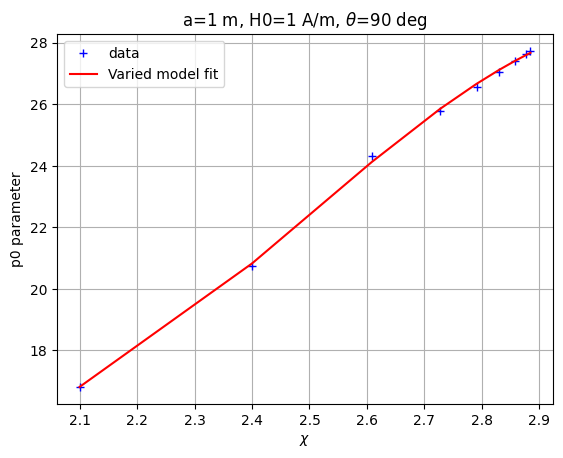 a=1 m, H0=1 A/m, θ=90 deg
data
Varied model fit
p0 parameter
28
26
24
22
20
18
2.1 2.2 2.3 2.4 2.5 2.6 2.7 2.8 2.9
χ